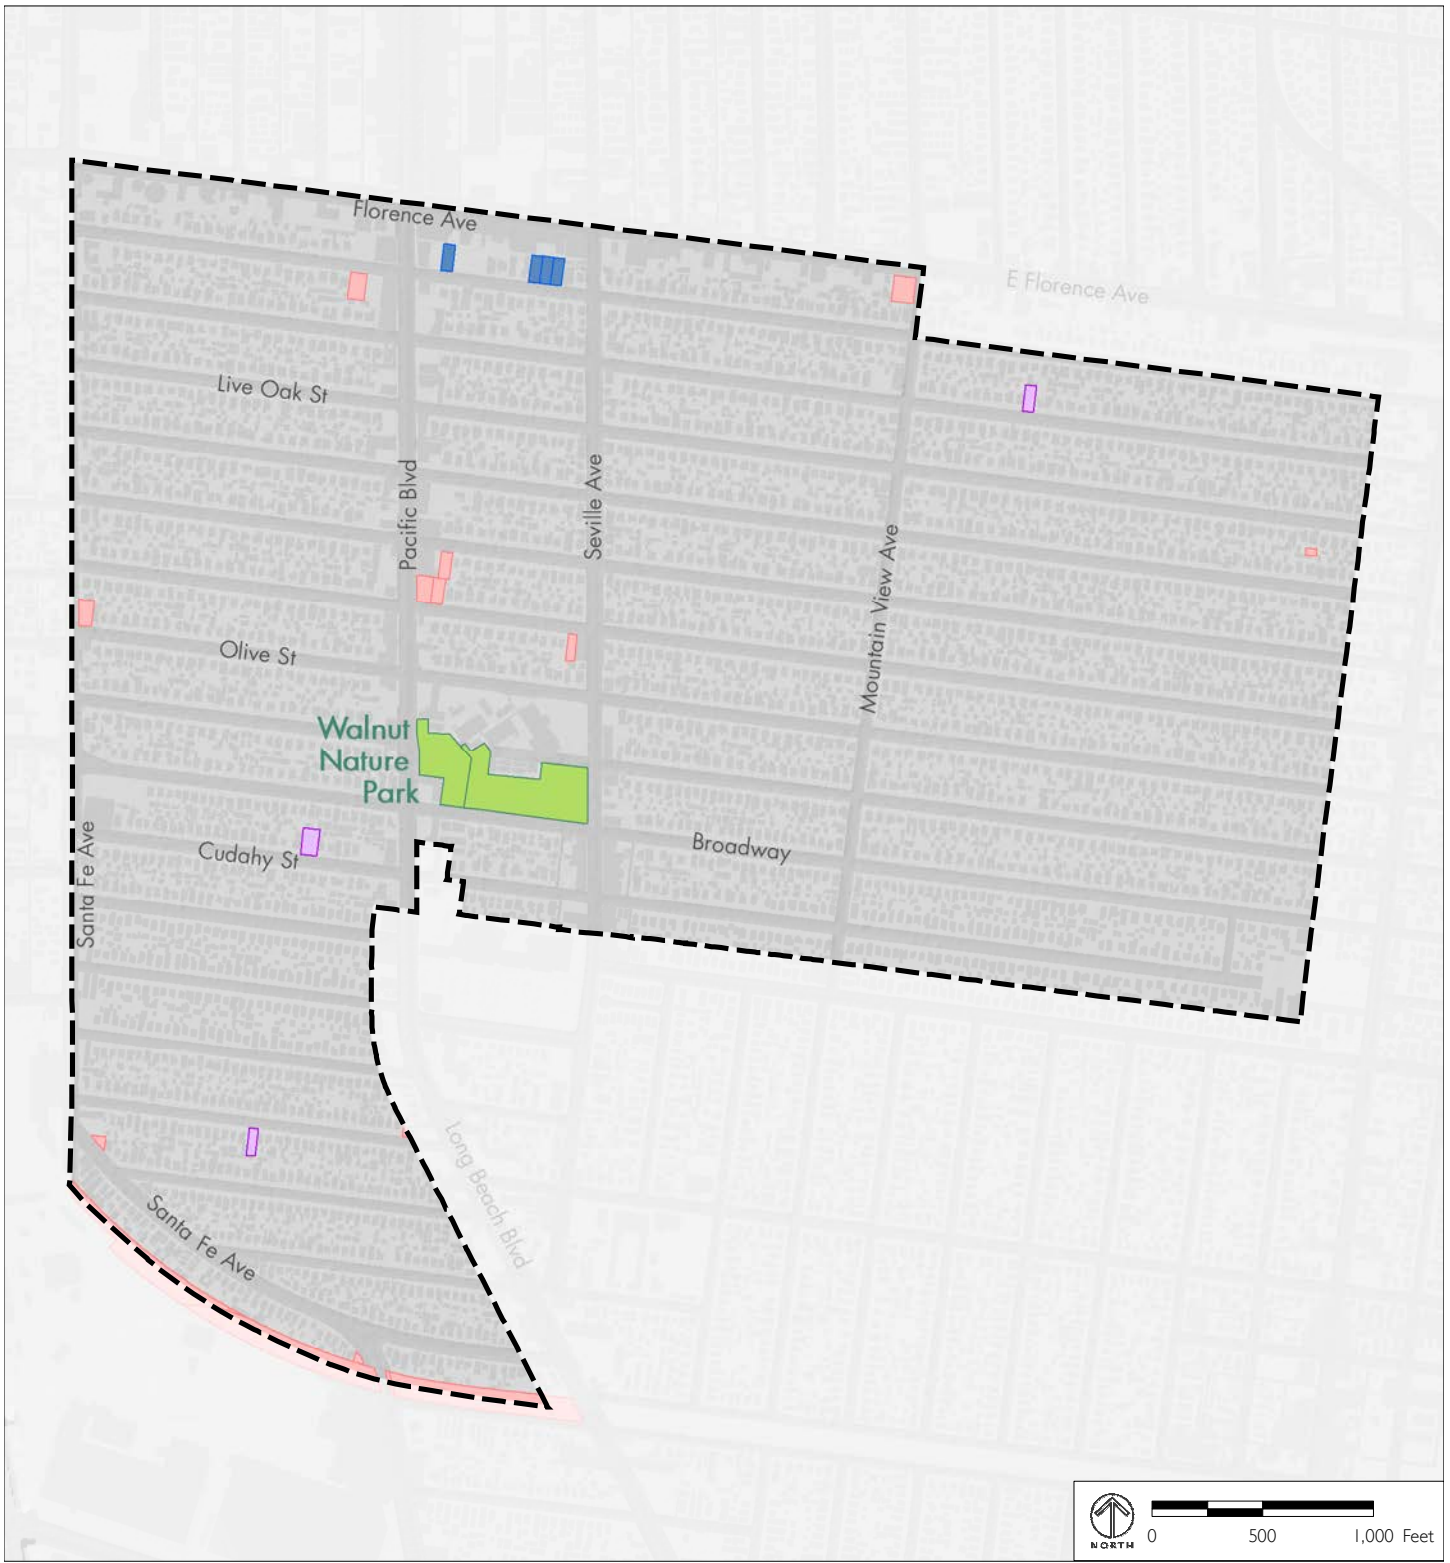 Florence Ave
E Florence Ave
Live Oak St
Pacific Blvd
Seville Ave
Mountain View Ave
Olive St
Walnut
Nature
Park
Santa Fe Ave
Cudahy St
Broadway
Long Beach Blvd
Santa Fe Ave
NORTH
0 500 1,000 Feet